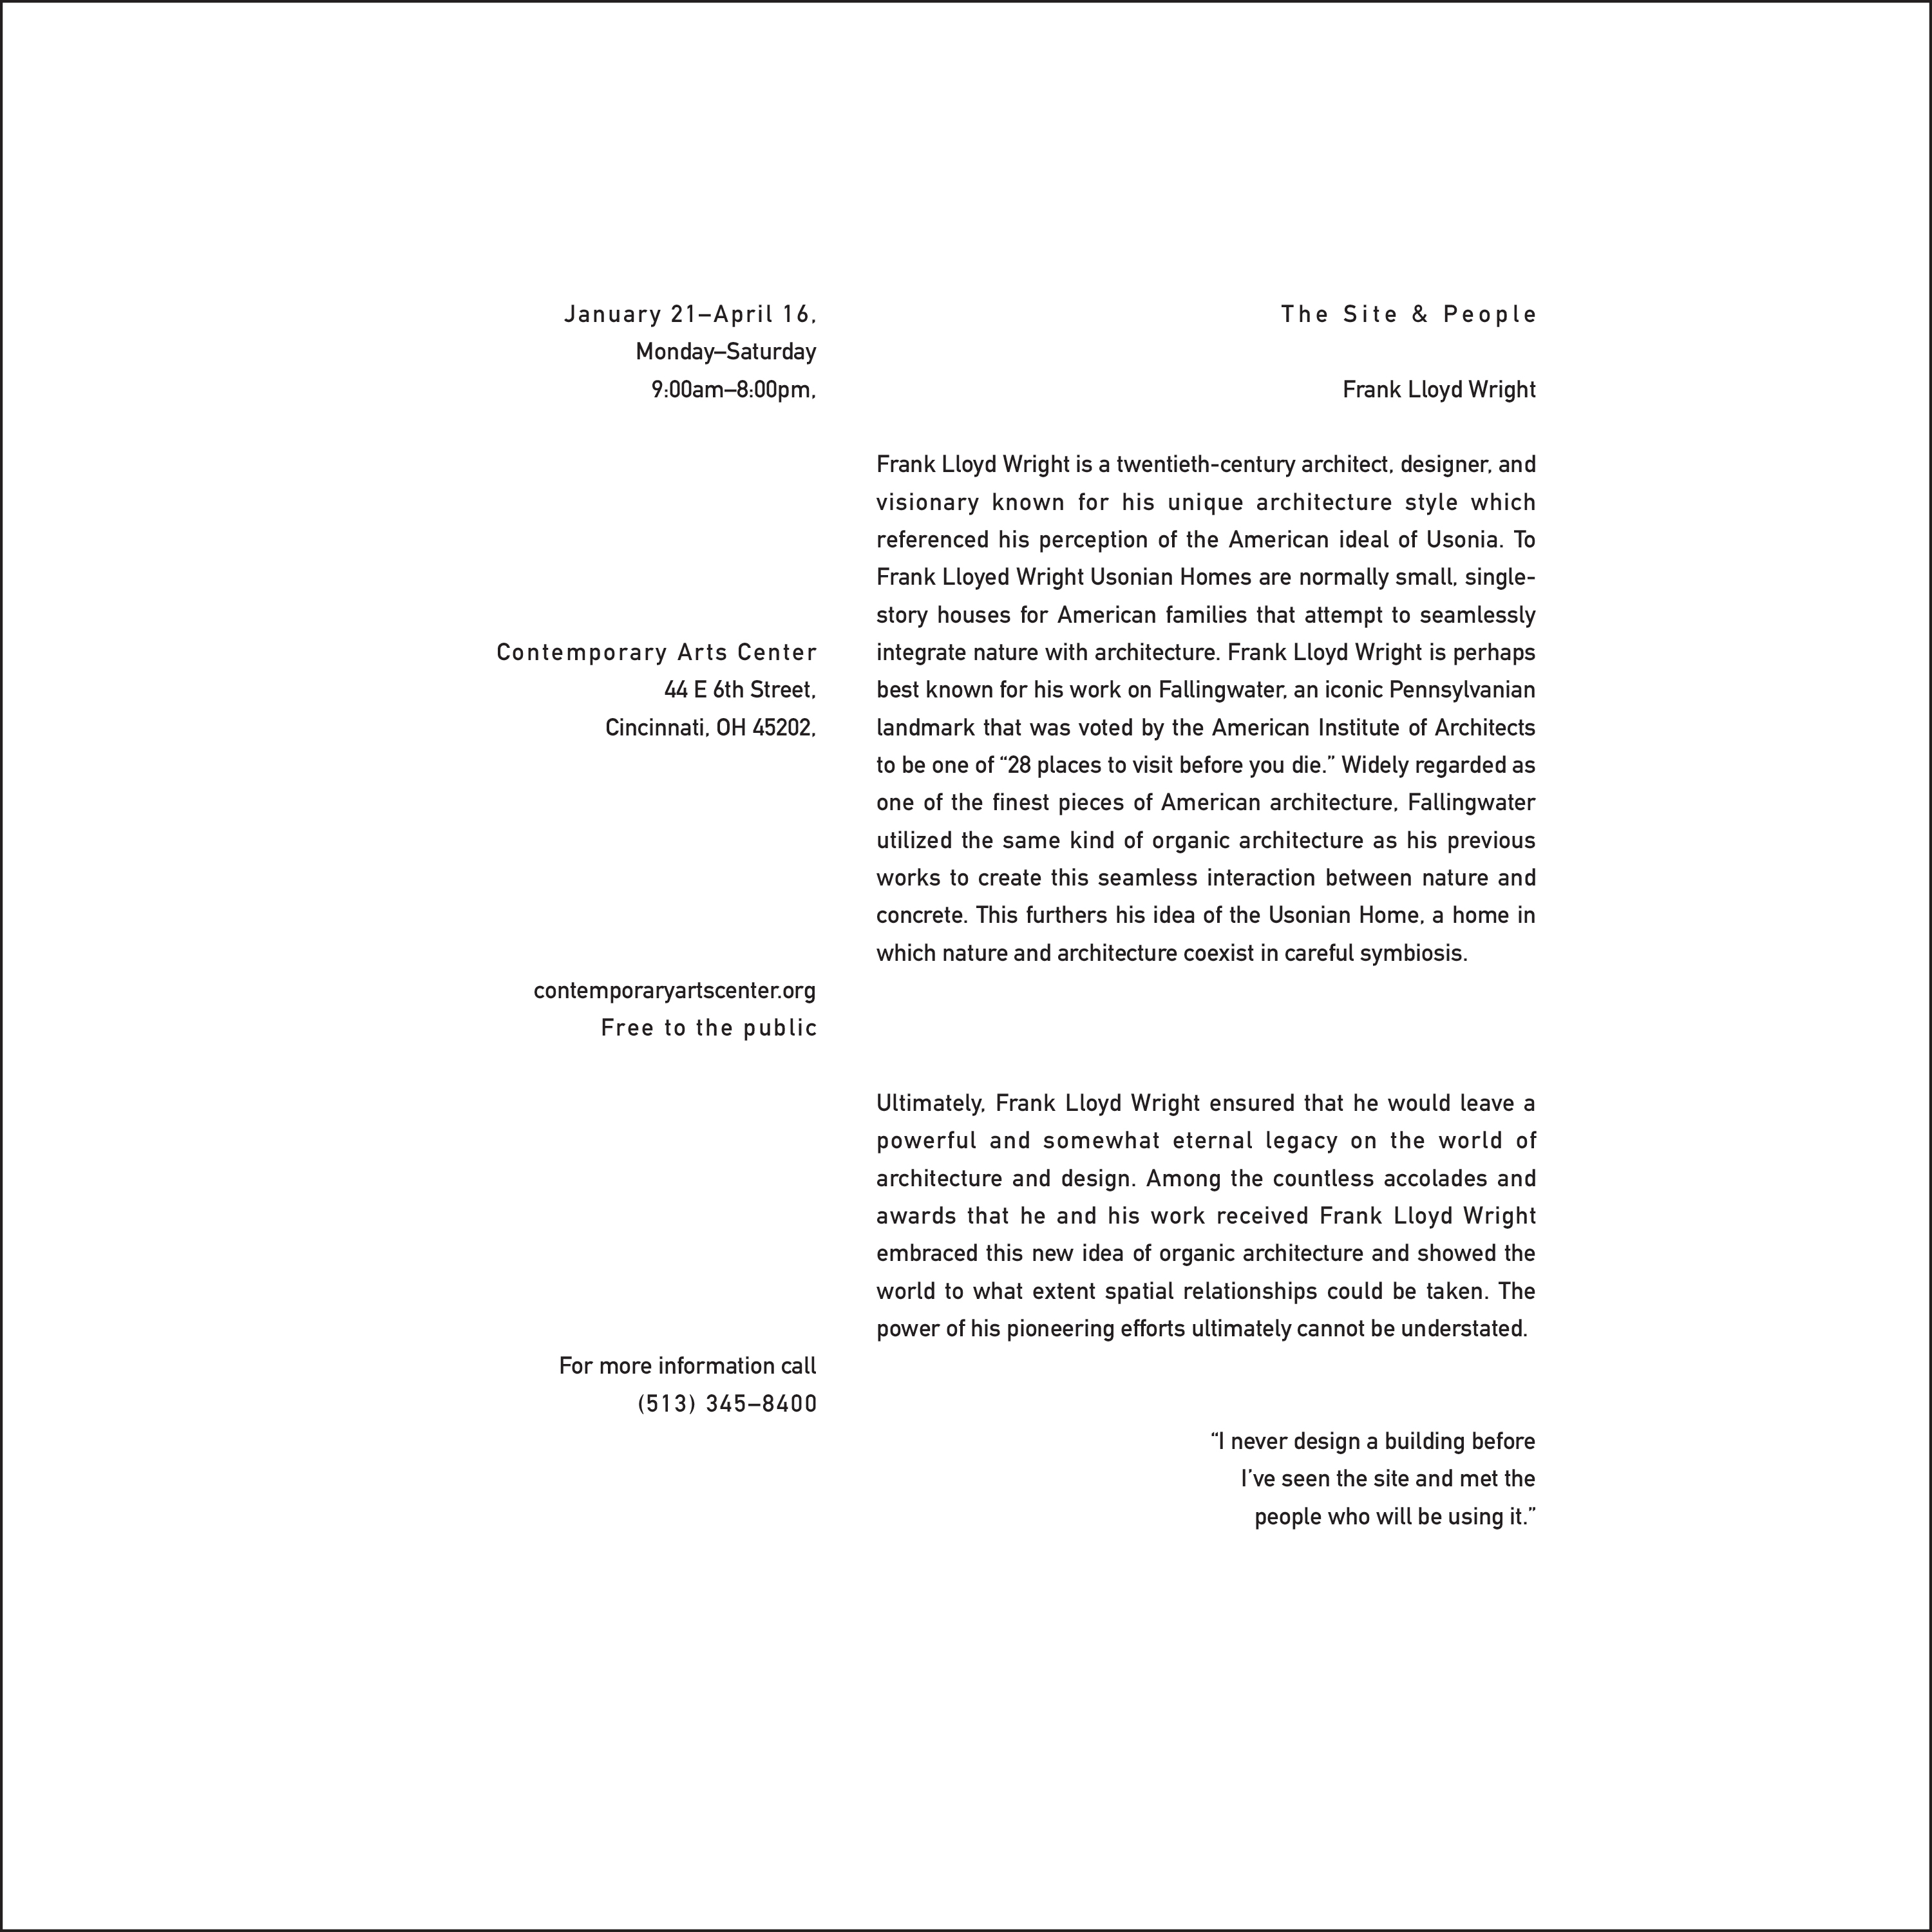 January 21–April 16,
Monday–Saturday
9:00am–8:00pm,
Contemporary Arts Center
44 E 6th Street,
Cincinnati, OH 45202,
contemporaryartscenter.org
Free to the public
For more information call
(513) 345–8400
The Site & People
Frank Lloyd Wright
Frank Lloyd Wright is a twentieth-century architect, designer, and
visionary known for his unique architecture style which
referenced his perception of the American ideal of Usonia. To
Frank Lloyed Wright Usonian Homes are normally small, single-
story houses for American families that attempt to seamlessly
integrate nature with architecture. Frank Lloyd Wright is perhaps
best known for his work on Fallingwater, an iconic Pennsylvanian
landmark that was voted by the American Institute of Architects
to be one of “28 places to visit before you die.” Widely regarded as
one of the finest pieces of American architecture, Fallingwater
utilized the same kind of organic architecture as his previous
works to create this seamless interaction between nature and
concrete. This furthers his idea of the Usonian Home, a home in
which nature and architecture coexist in careful symbiosis.
Ultimately, Frank Lloyd Wright ensured that he would leave a
powerful and somewhat eternal legacy on the world of
architecture and design. Among the countless accolades and
awards that he and his work received Frank Lloyd Wright
embraced this new idea of organic architecture and showed the
world to what extent spatial relationships could be taken. The
power of his pioneering efforts ultimately cannot be understated.
“I never design a building before
I’ve seen the site and met the
people who will be using it.”